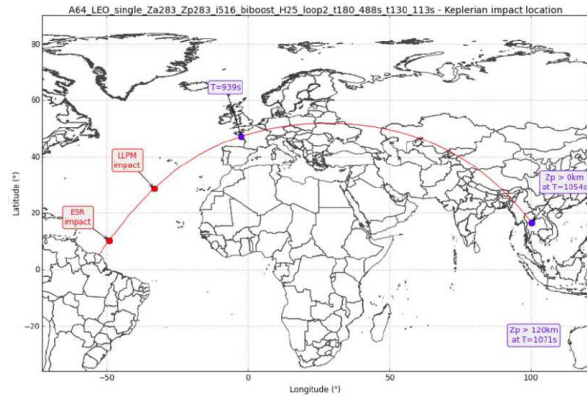 A64_LEO_single_Za283_Zp283_i516_biboost_H25_loop2_t180_488s_t130_113s - Keplerian impact location
80
60
40
20
0
−20
Latitude (°)
T=939s
LLPM
impact
ESR
impact
Zp > 0km
at T=1054s
Zp > 120km
at T=1071s
−50
0
50
100
Longitude (°)